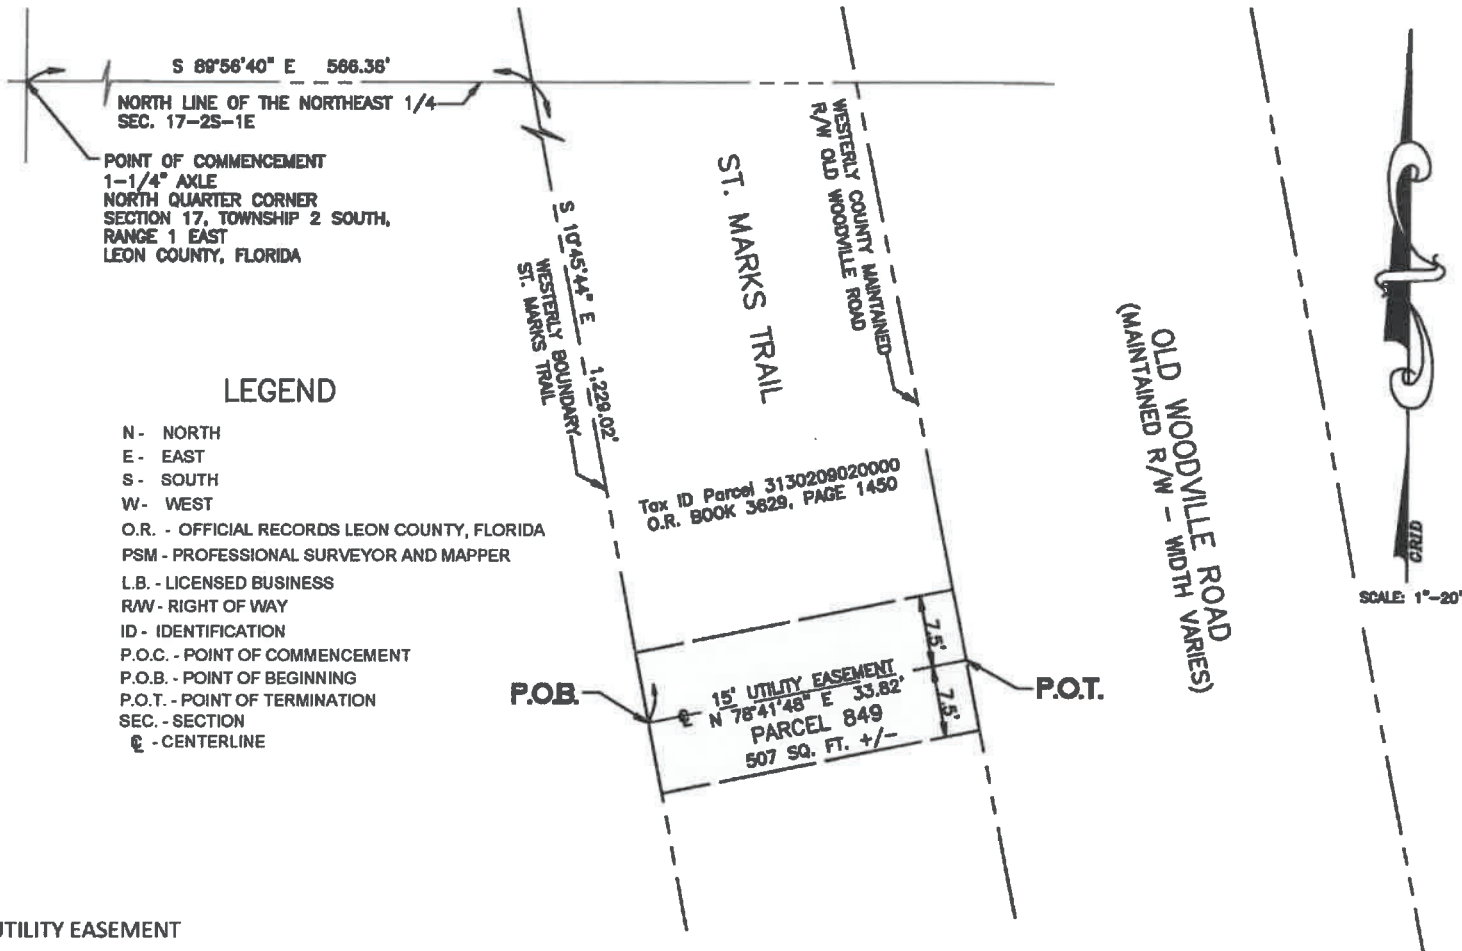 S 89°56'40" E 566.36'
NORTH LINE OF THE NORTHEAST 1/4
SEC. 17-2S-1E
POINT OF COMMENCEMENT
1-1/4" AXLE
NORTH QUARTER CORNER
SECTION 17, TOWNSHIP 2 SOUTH,
RANGE 1 EAST
LEON COUNTY, FLORIDA
S 10°45'44" E 1,229.02'
WESTERLY BOUNDARY
ST. MARKS TRAIL
ST. MARKS TRAIL
WESTERLY COUNTY MAINTAINED
R/W OLD WOODVILLE ROAD
OLD WOODVILLE ROAD
(MAINTAINED R/W - WIDTH VARIES)
GRID
SCALE: 1"-20'
LEGEND
N - NORTH
E - EAST
S - SOUTH
W - WEST
O.R. - OFFICIAL RECORDS LEON COUNTY, FLORIDA
PSM - PROFESSIONAL SURVEYOR AND MAPPER
L.B. - LICENSED BUSINESS
R/W - RIGHT OF WAY
ID - IDENTIFICATION
P.O.C. - POINT OF COMMENCEMENT
P.O.B. - POINT OF BEGINNING
P.O.T. - POINT OF TERMINATION
SEC. - SECTION
℄ - CENTERLINE
Tax ID Parcel 3130209020000
O.R. BOOK 3629, PAGE 1450
7.5'
7.5'
P.O.B.
P.O.T.
15' UTILITY EASEMENT
℄ N 78°41'48" E 33.82'
PARCEL 849
507 SQ. FT. +/-
UTILITY EASEMENT